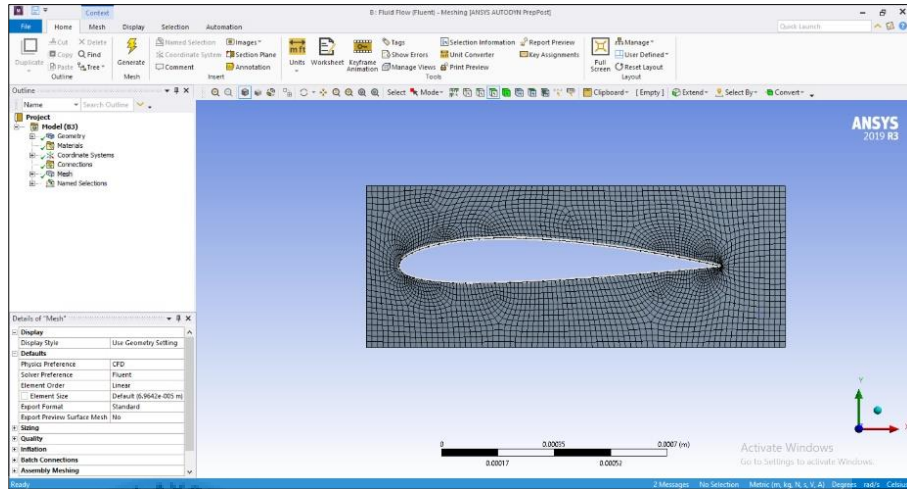 B : Fluid Flow (Fluent) - Meshing [ANSYS AUTODYN PrepPost]
Context
File Home Mesh Display Selection Automation
Quick Launch
Duplicate
Cut
Copy
Paste
Delete
Find
Tree
Outline
Generate
Mesh
Named Selection
Coordinate System
Comment
Images
Section Plane
Annotation
Insert
Units
Worksheet
Keyframe Animation
Tags
Show Errors
Manage Views
Selection Information
Unit Converter
Print Preview
Report Preview
Key Assignments
Tools
Full Screen
Manage
User Defined
Reset Layout
Layout
Outline
Name Search Outline
Select Mode Clipboard [Empty] Extend Select By Convert
Project
Model (B3)
Geometry
Materials
Coordinate Systems
Connections
Mesh
Named Selections
ANSYS
2019 R3
Details of "Mesh"
Display
Display Style Use Geometry Setting
Defaults
Physics Preference CFD
Solver Preference Fluent
Element Order Linear
Element Size Default (6.9642e-005 m)
Export Format Standard
Export Preview Surface Mesh No
Sizing
Quality
Inflation
Batch Connections
Assembly Meshing
0 0.00035 0.0007 (m)
0.00017 0.00052
Y
X
Activate Windows
Go to Settings to activate Windows.
Ready 2 Messages No Selection Metric (m, kg, N, s, V, A) Degrees rad/s Celsius